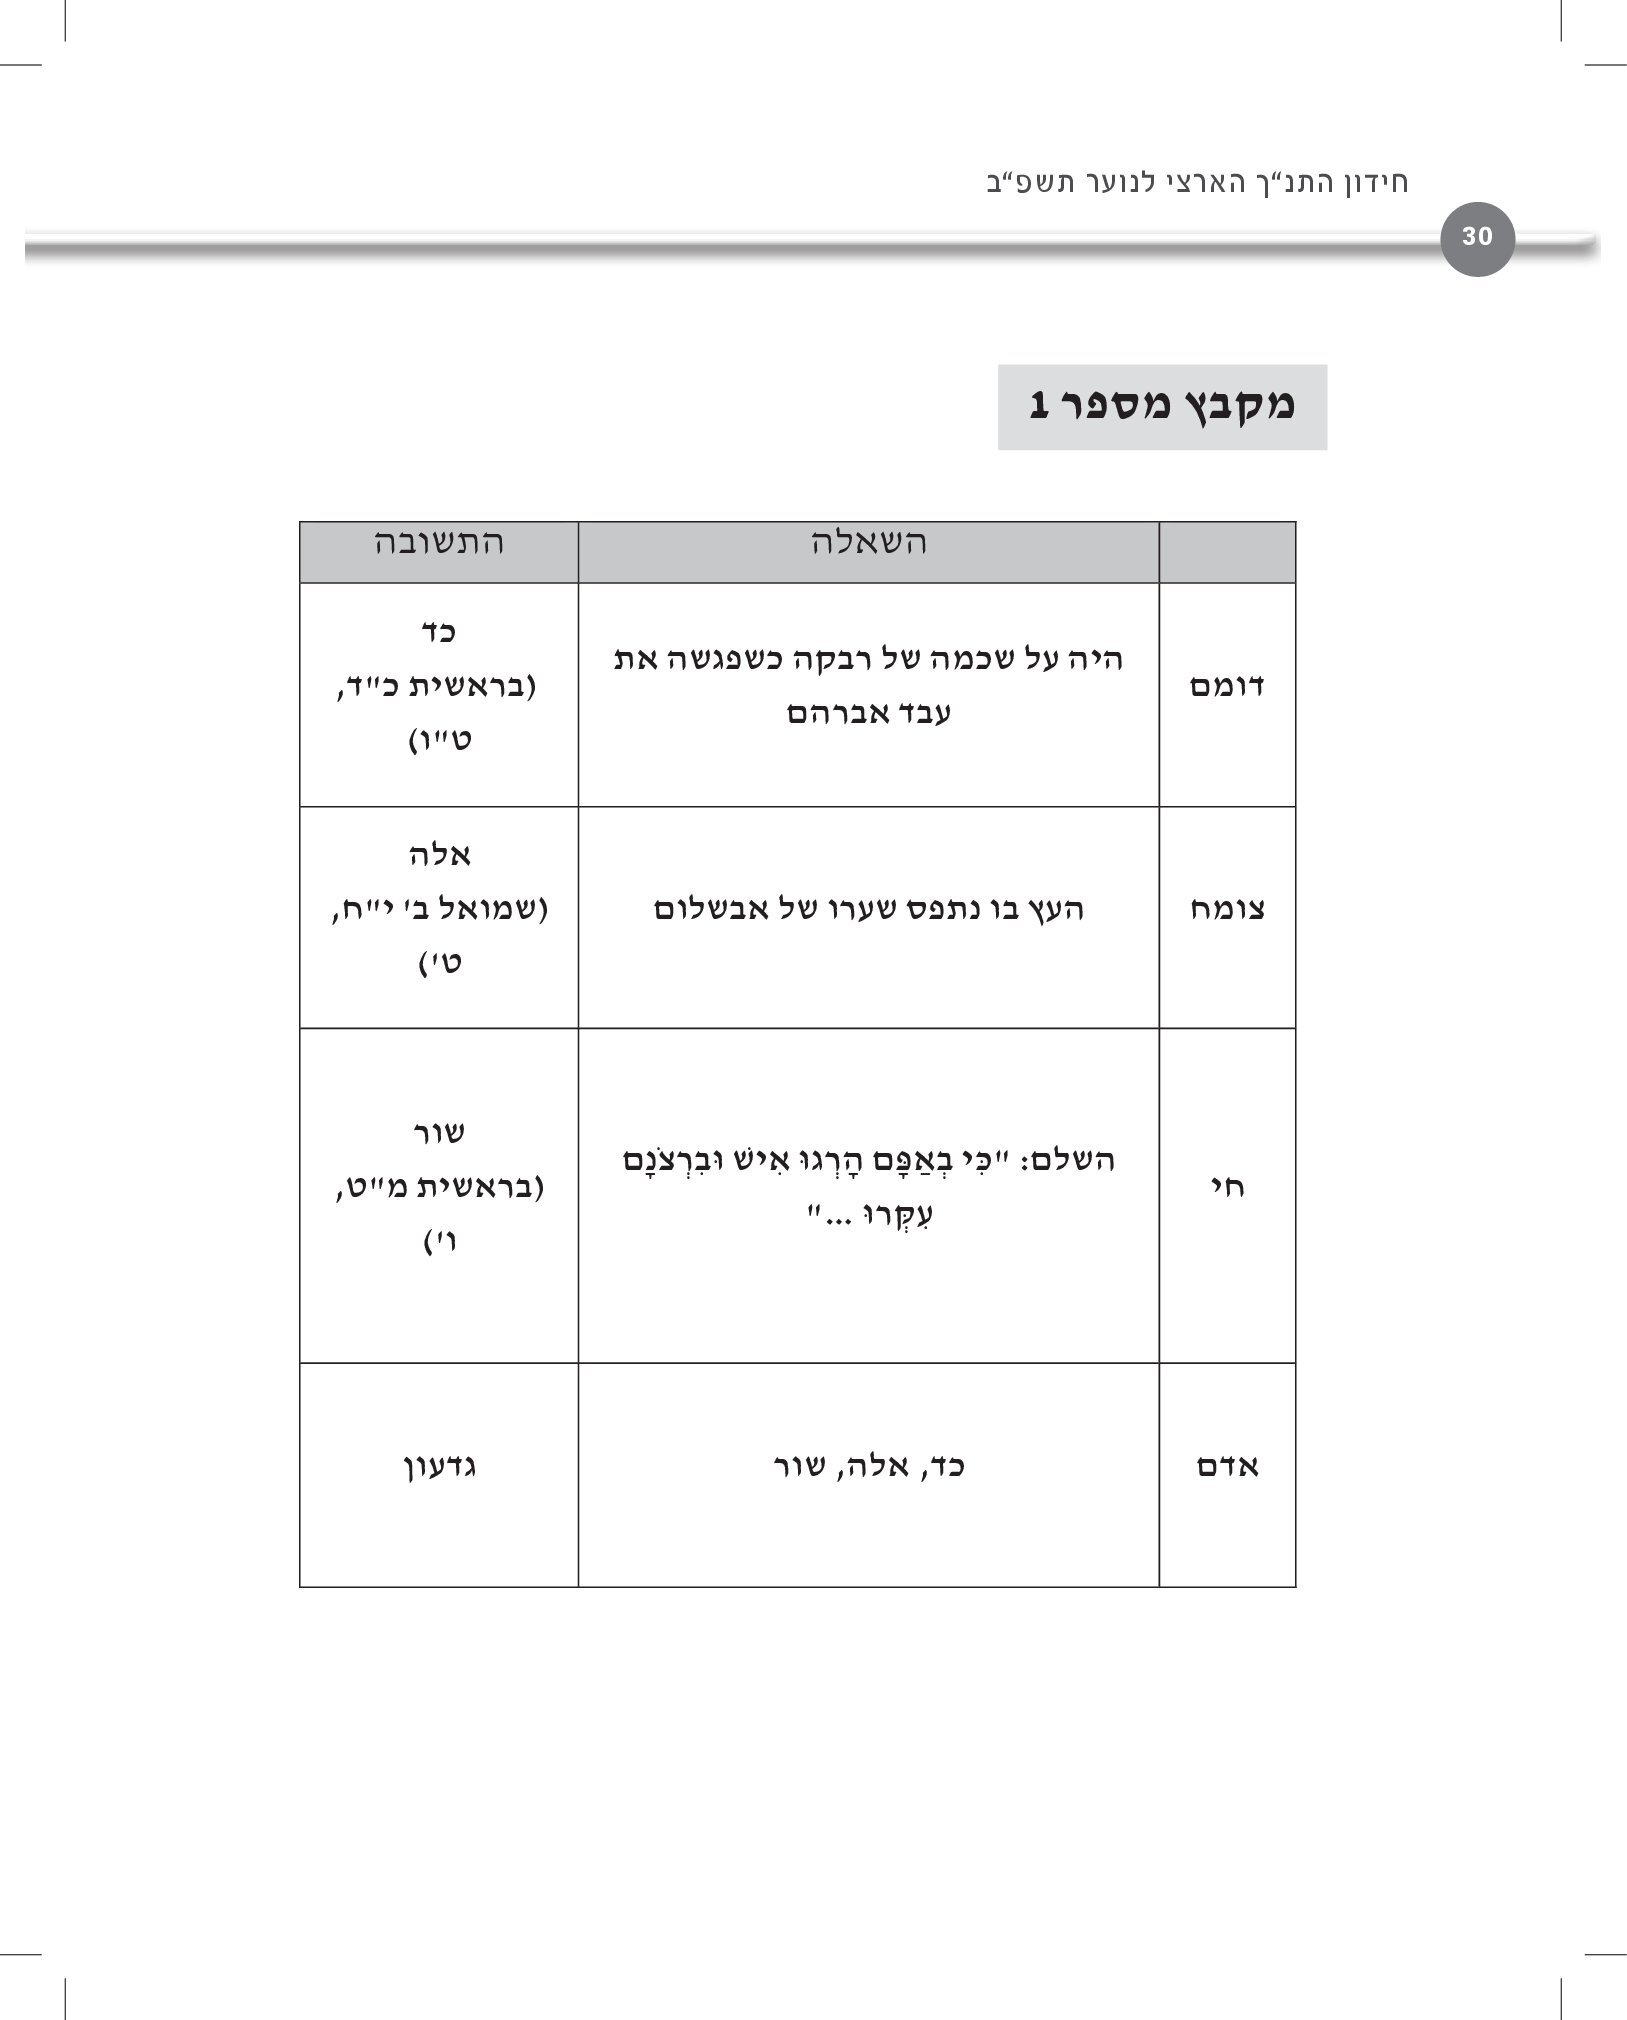 חידון התנ“ך הארצי לנוער תשפ“ב
30
מקבץ מספר 1
השאלה
התשובה
דומם
היה על שכמה של רבקה כשפגשה את
עבד אברהם
כד
(בראשית כ"ד,
ט"ו)
צומח
העץ בו נתפס שערו של אבשלום
אלה
(שמואל ב' י"ח,
ט')
חי
השלם: "כִּי בְאַפָּם הָרְגוּ אִישׁ וּבִרְצֹנָם
עִקְּרוּ ..."
שור
(בראשית מ"ט,
ו')
אדם
כד, אלה, שור
גדעון